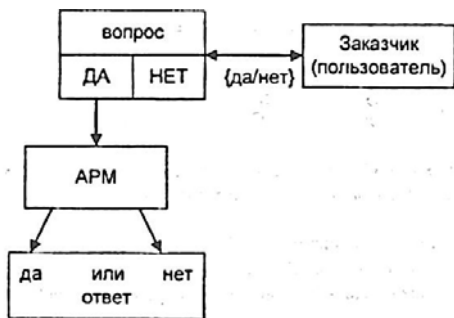 вопрос
ДА НЕТ
{да/нет}
Заказчик
(пользователь)
АРМ
да или нет
ответ